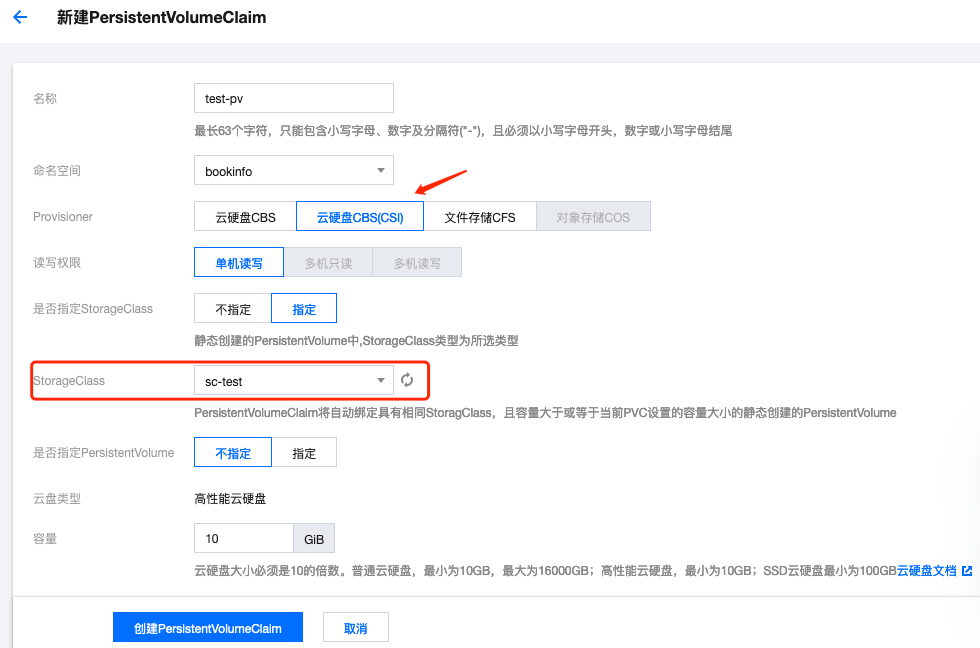 新建PersistentVolumeClaim
名称 test-pv
最长63个字符，只能包含小写字母、数字及分隔符("-")，且必须以小写字母开头，数字或小写字母结尾
命名空间 bookinfo
Provisioner 云硬盘CBS 云硬盘CBS(CSI) 文件存储CFS 对象存储COS
读写权限 单机读写 多机只读 多机读写
是否指定StorageClass 不指定 指定
静态创建的PersistentVolume中,StorageClass类型为所选类型
StorageClass sc-test
PersistentVolumeClaim将自动绑定具有相同StoragClass，且容量大于或等于当前PVC设置的容量大小的静态创建的PersistentVolume
是否指定PersistentVolume 不指定 指定
云盘类型 高性能云硬盘
容量 10 GiB
云硬盘大小必须是10的倍数。普通云硬盘，最小为10GB，最大为16000GB；高性能云硬盘，最小为10GB；SSD云硬盘最小为100GB云硬盘文档
创建PersistentVolumeClaim 取消